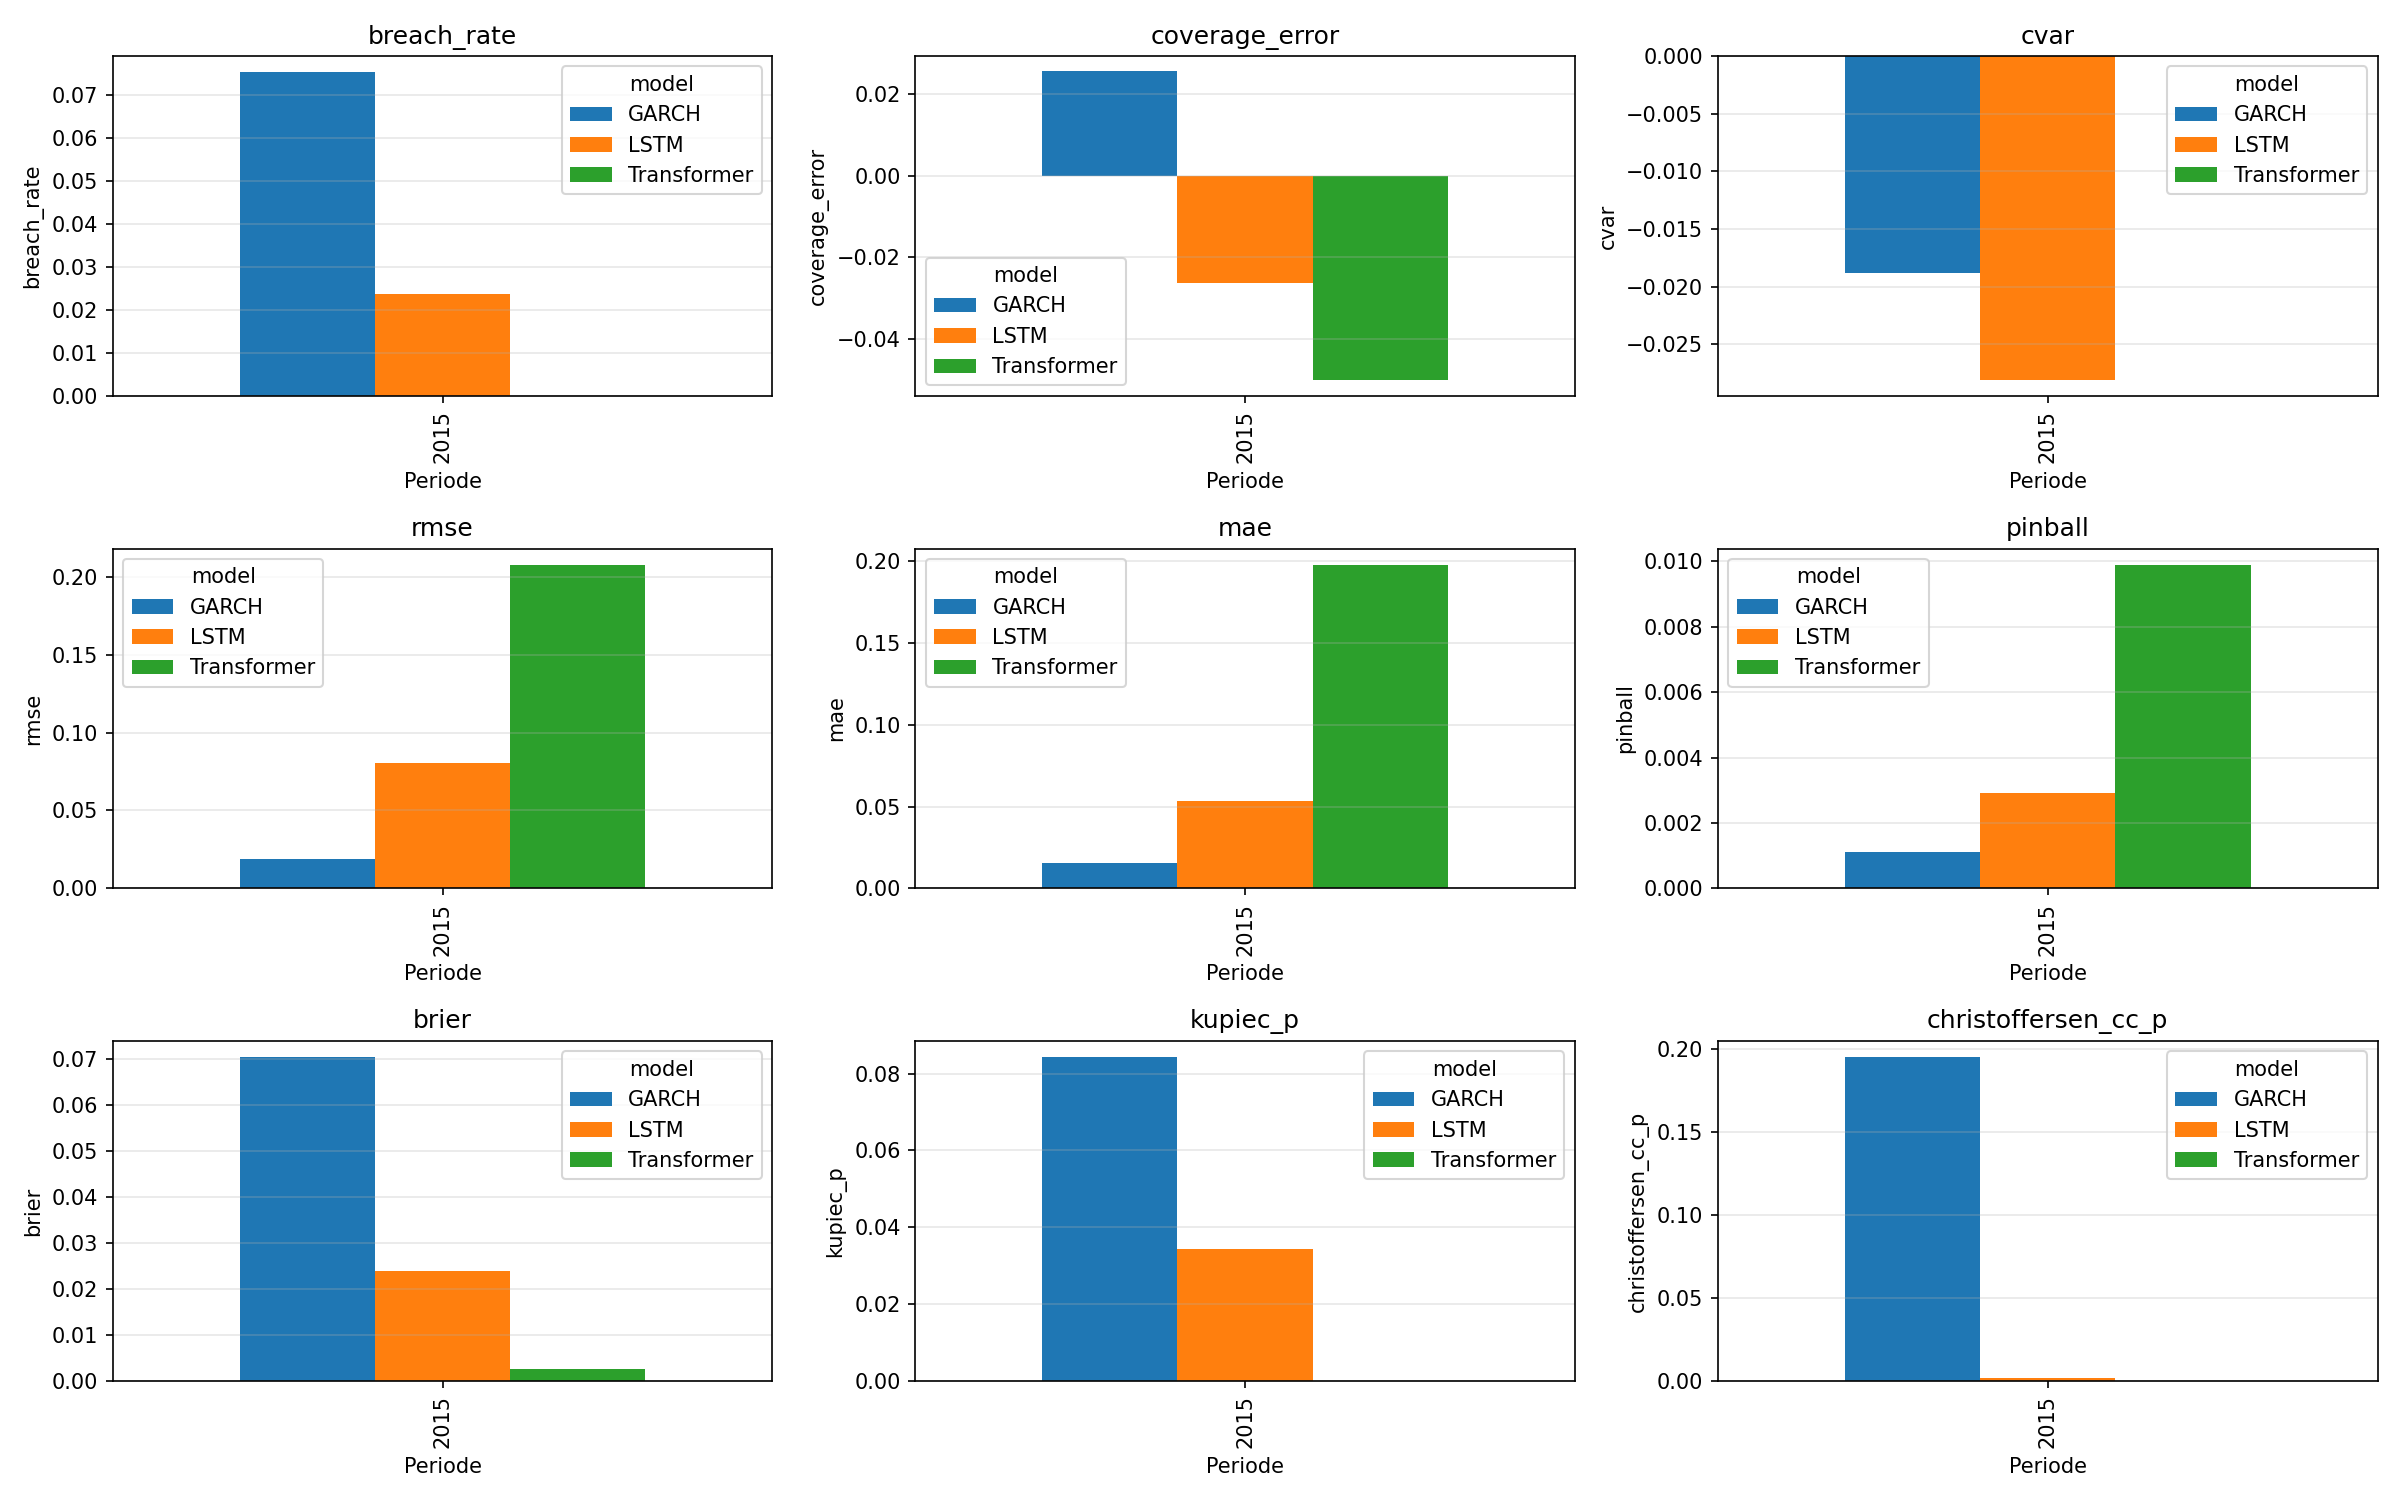 breach_rate
breach_rate
0.07
0.06
0.05
0.04
0.03
0.02
0.01
0.00
model
GARCH
LSTM
Transformer
2015
Periode
coverage_error
coverage_error
0.02
0.00
−0.02
−0.04
model
GARCH
LSTM
Transformer
2015
Periode
cvar
cvar
0.000
−0.005
−0.010
−0.015
−0.020
−0.025
model
GARCH
LSTM
Transformer
2015
Periode
rmse
rmse
0.20
0.15
0.10
0.05
0.00
model
GARCH
LSTM
Transformer
2015
Periode
mae
mae
0.20
0.15
0.10
0.05
0.00
model
GARCH
LSTM
Transformer
2015
Periode
pinball
pinball
0.010
0.008
0.006
0.004
0.002
0.000
model
GARCH
LSTM
Transformer
2015
Periode
brier
brier
0.07
0.06
0.05
0.04
0.03
0.02
0.01
0.00
model
GARCH
LSTM
Transformer
2015
Periode
kupiec_p
kupiec_p
0.08
0.06
0.04
0.02
0.00
model
GARCH
LSTM
Transformer
2015
Periode
christoffersen_cc_p
christoffersen_cc_p
0.20
0.15
0.10
0.05
0.00
model
GARCH
LSTM
Transformer
2015
Periode